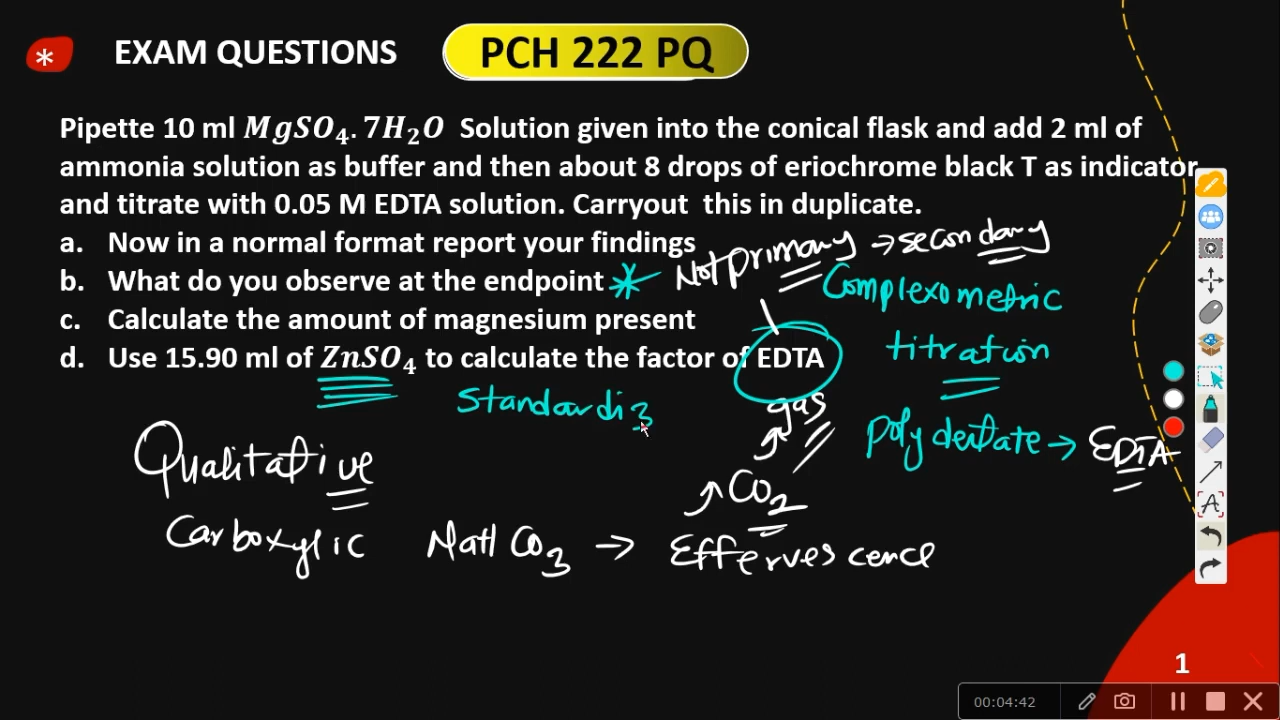 * EXAM QUESTIONS PCH 222 PQ
Pipette 10 ml MgSO₄.7H₂O Solution given into the conical flask and add 2 ml of
ammonia solution as buffer and then about 8 drops of eriochrome black T as indicator
and titrate with 0.05 M EDTA solution. Carryout this in duplicate.
a. Now in a normal format report your findings
b. What do you observe at the endpoint
c. Calculate the amount of magnesium present
d. Use 15.90 ml of ZnSO₄ to calculate the factor of EDTA
Not primary → secondary
Complexometric
titration
Standardiz
gas
polydentate → EDTA
Qualitative
CO₂
Carboxylic NaHCO₃ → Effervescence
1
00:04:42